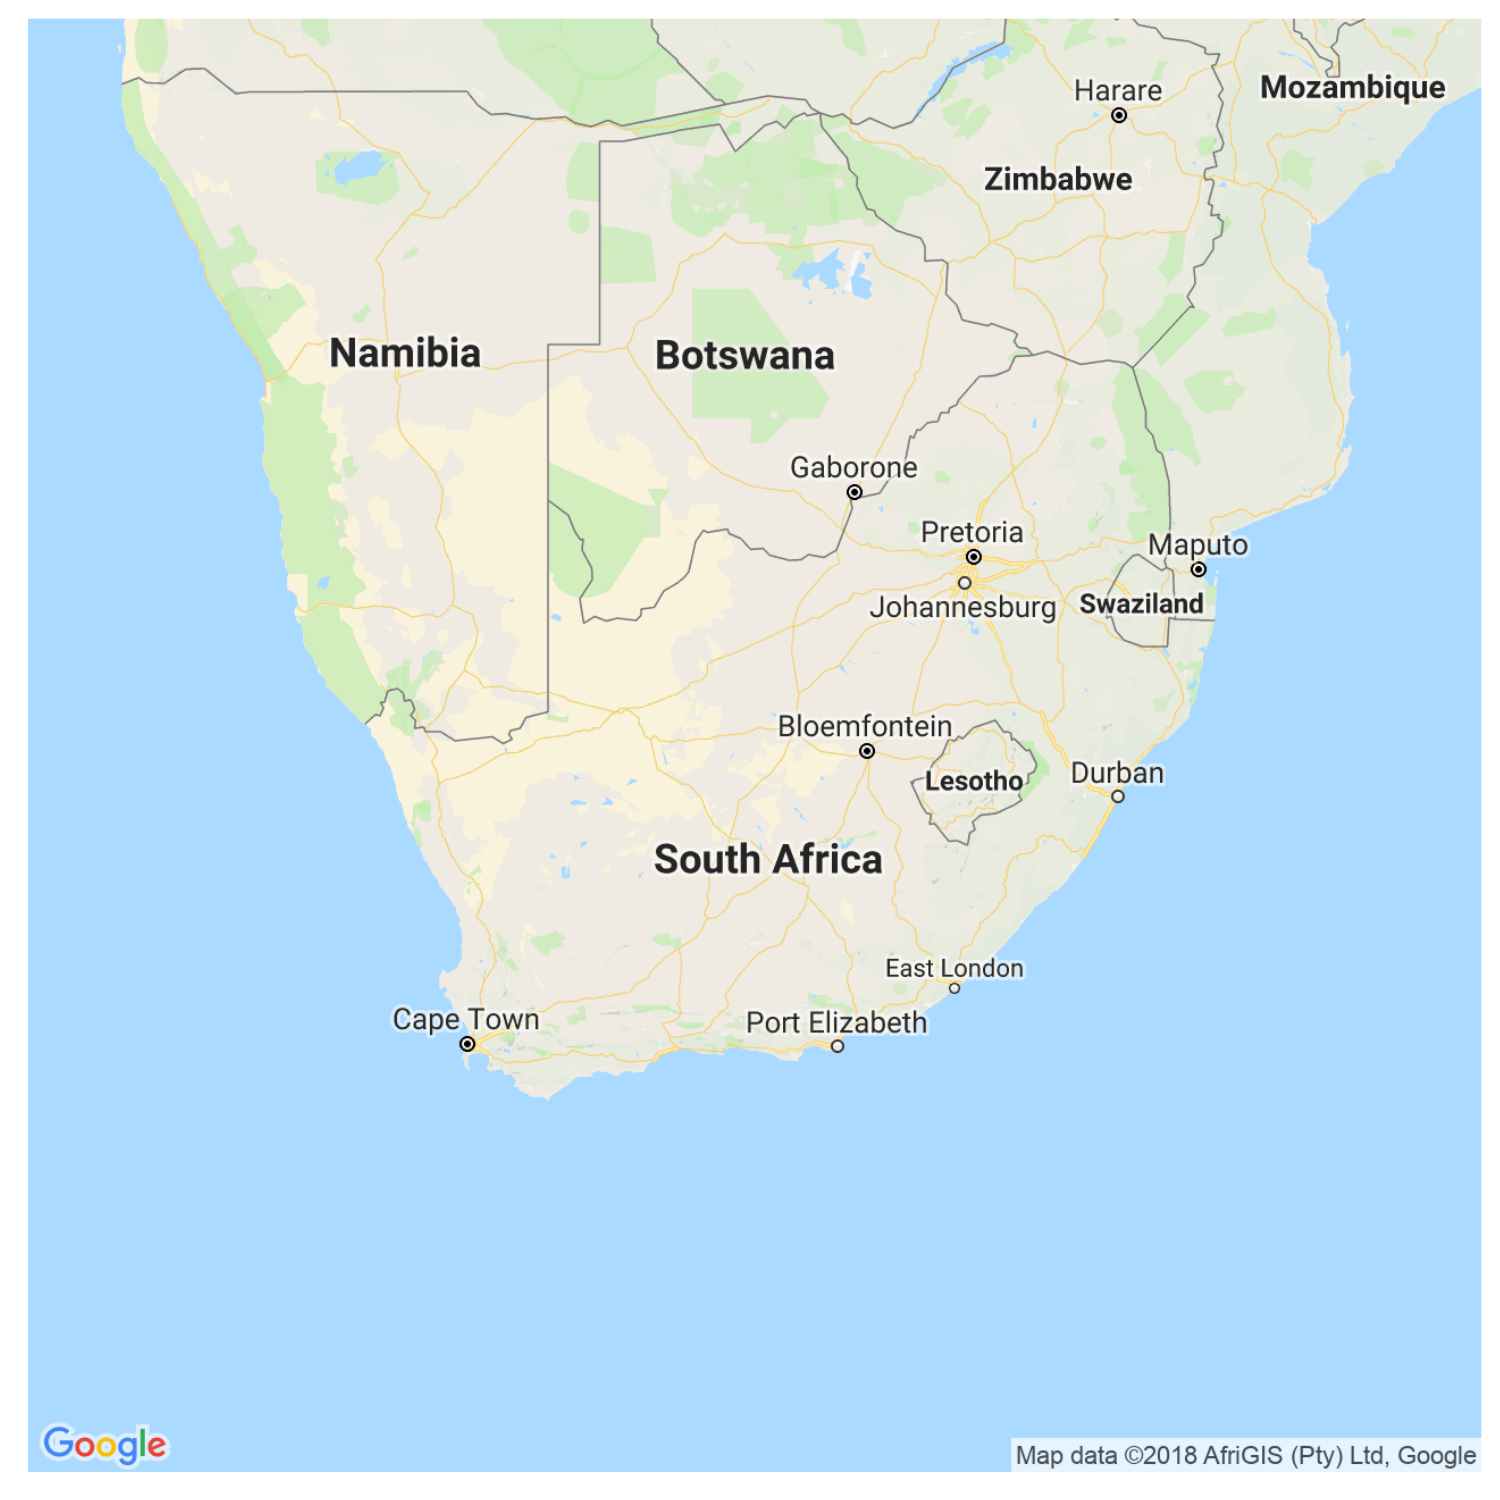 Harare
Mozambique
Zimbabwe
Namibia
Botswana
Gaborone
Pretoria
Maputo
Johannesburg
Swaziland
Bloemfontein
Lesotho
Durban
South Africa
East London
Cape Town
Port Elizabeth
Google
Map data ©2018 AfriGIS (Pty) Ltd, Google